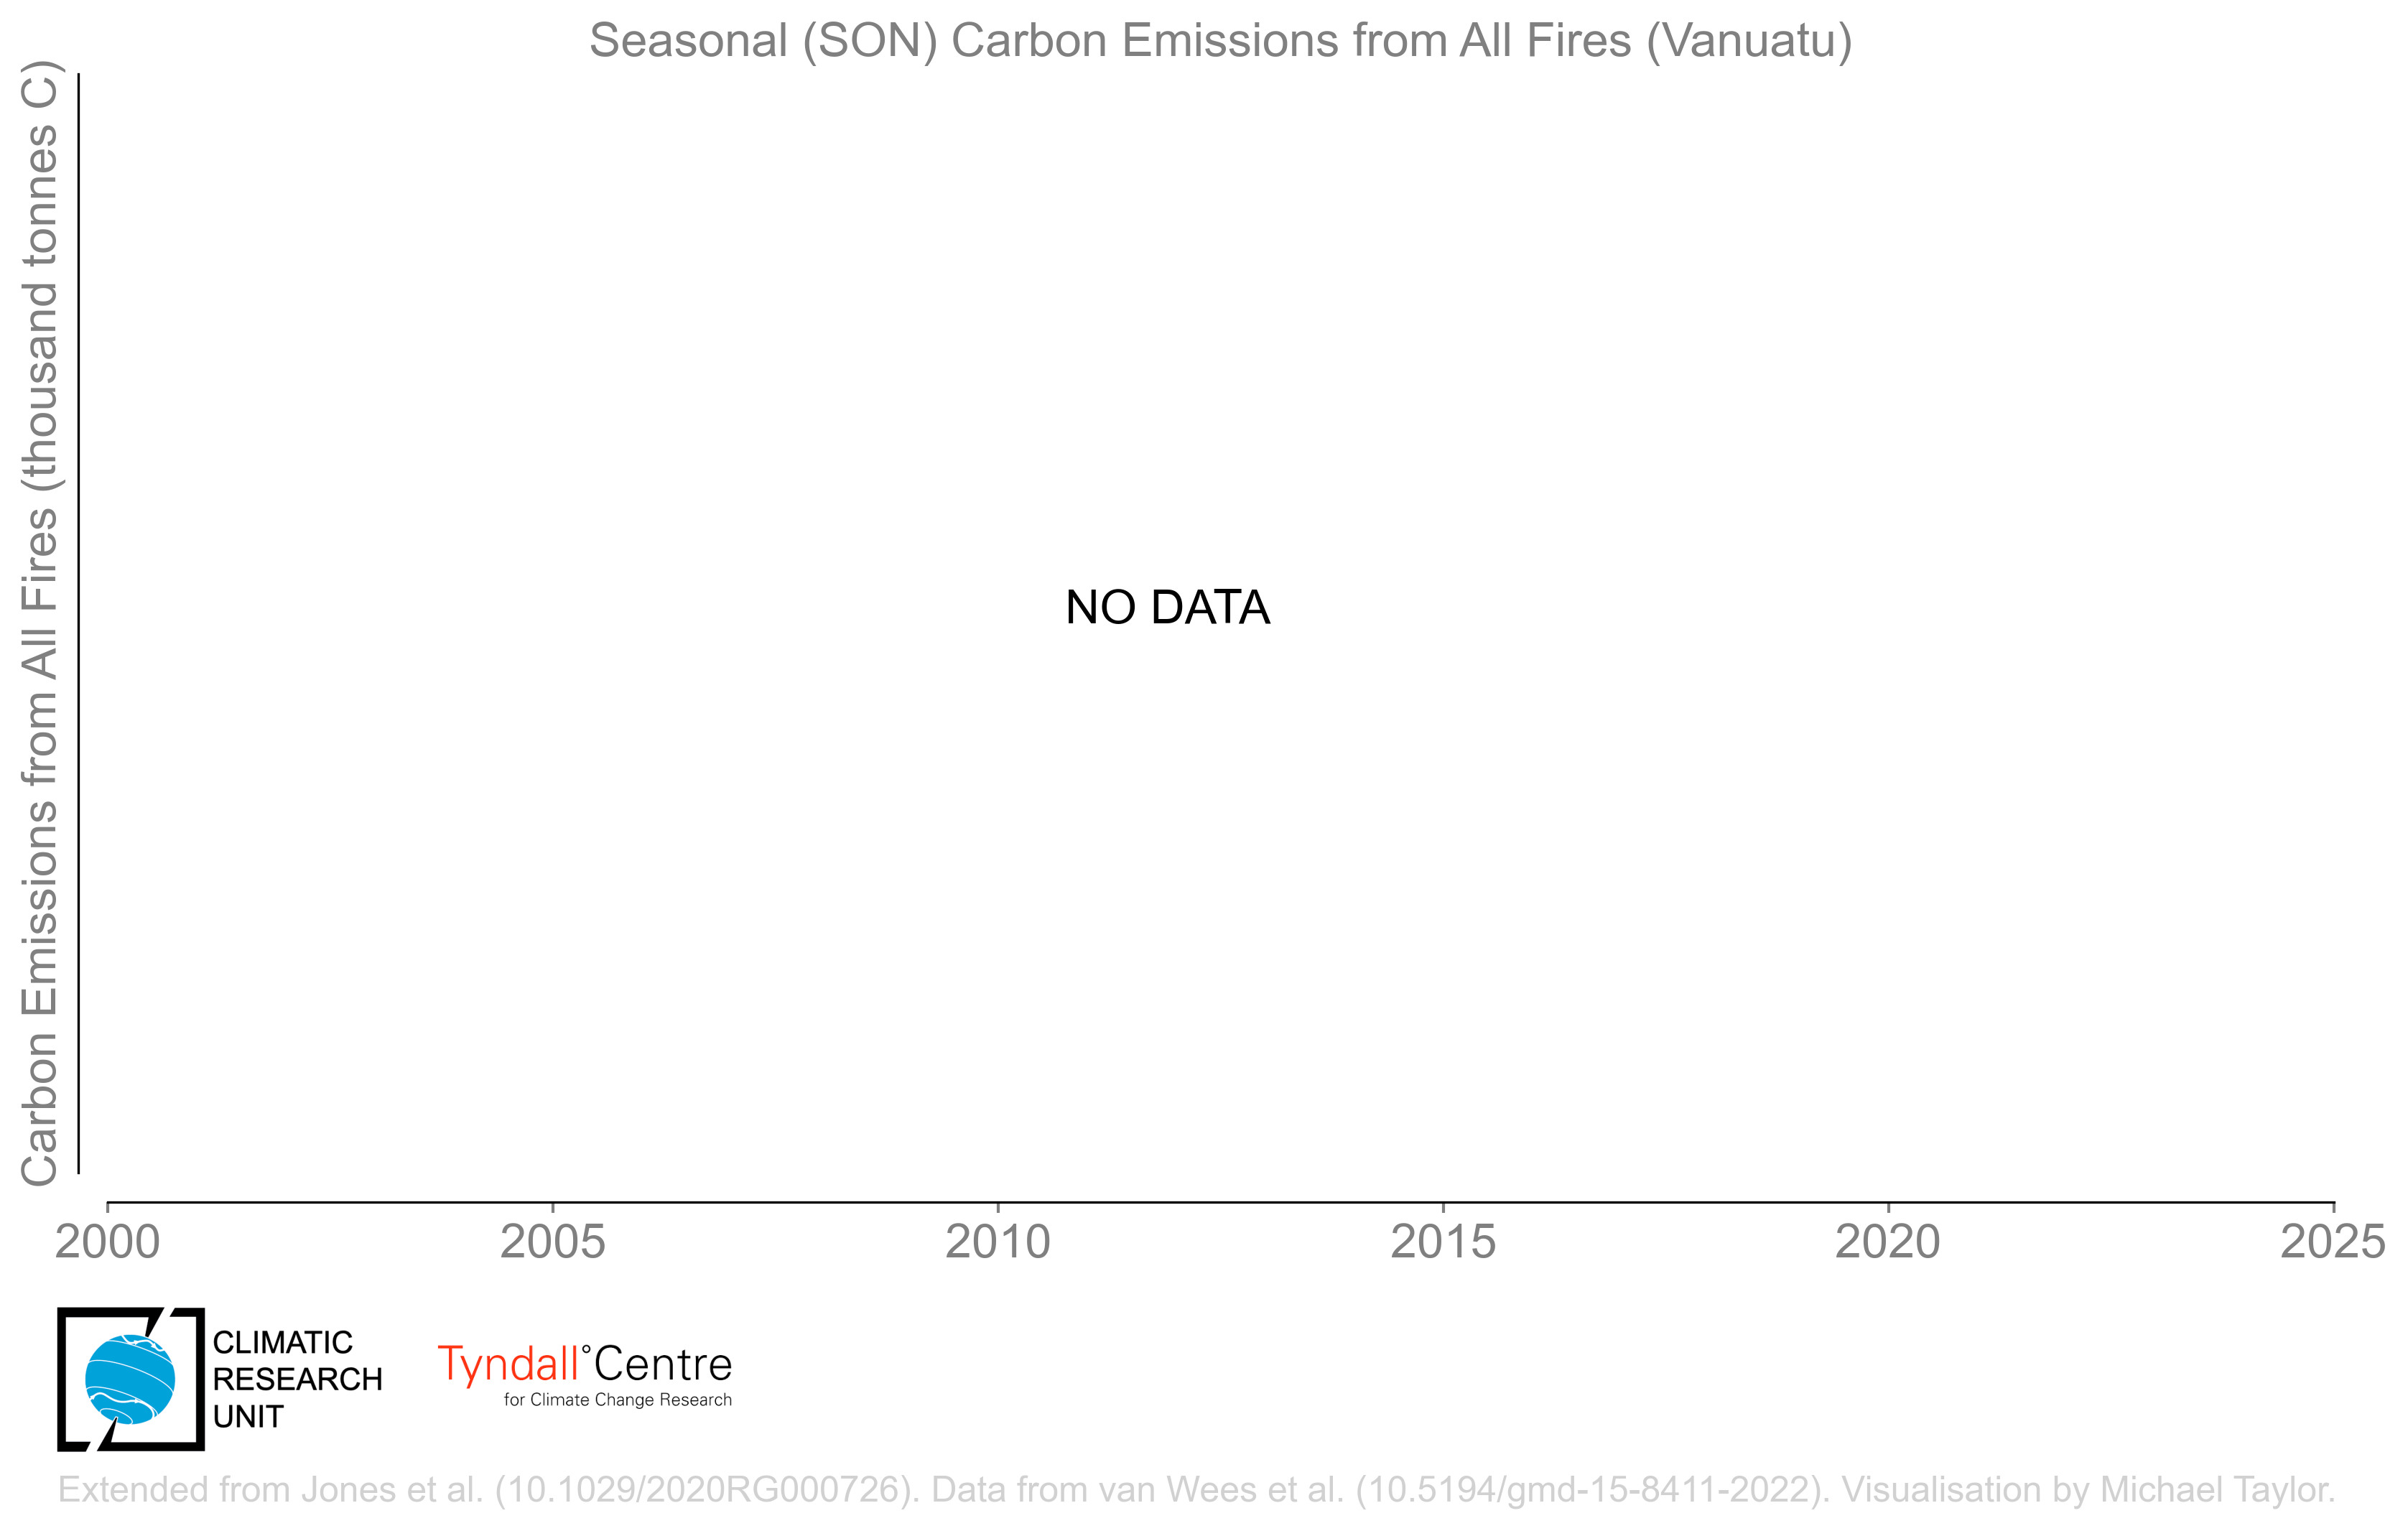 Seasonal (SON) Carbon Emissions from All Fires (Vanuatu)
Carbon Emissions from All Fires (thousand tonnes C)
NO DATA
2000 2005 2010 2015 2020 2025
CLIMATIC
RESEARCH
UNIT
Tyndall°Centre
for Climate Change Research
Extended from Jones et al. (10.1029/2020RG000726). Data from van Wees et al. (10.5194/gmd-15-8411-2022). Visualisation by Michael Taylor.